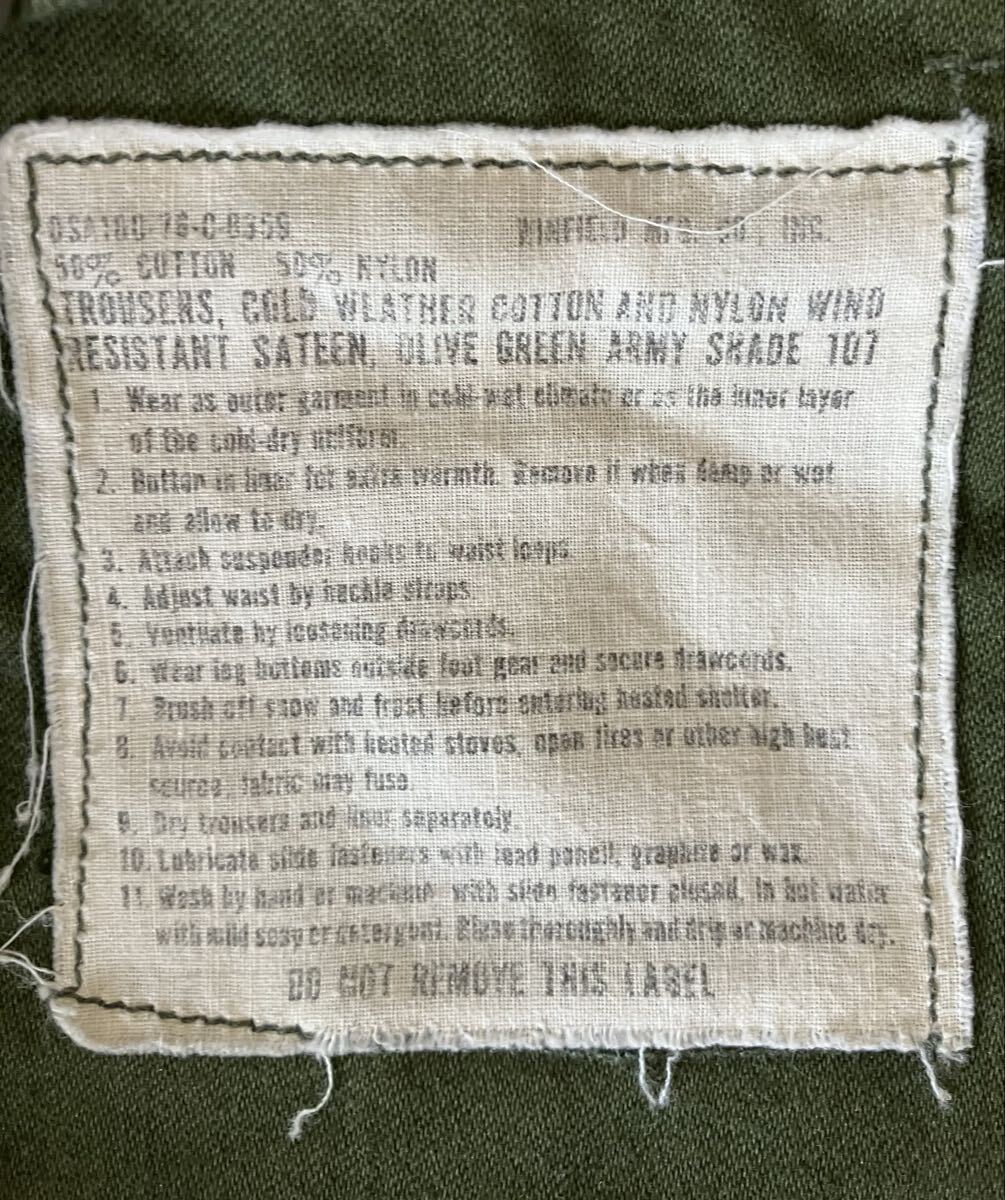 DSA100-76-C-0359 WINFIELD MFG. CO., INC.
50% COTTON 50% NYLON
TROUSERS, COLD WEATHER COTTON AND NYLON WIND
RESISTANT SATEEN, OLIVE GREEN ARMY SHADE 107
1. Wear as outer garment in cold-wet climate or as the inner layer
of the cold-dry uniform.
2. Button in liner for extra warmth. Remove it when damp or wet
and allow to dry.
3. Attach suspender hooks to waist loops.
4. Adjust waist by buckle straps.
5. Ventilate by loosening drawcords.
6. Wear leg bottoms outside foot gear and secure drawcords.
7. Brush off snow and frost before entering heated shelter.
8. Avoid contact with heated stoves, open fires or other high heat
source, fabric may fuse.
9. Dry trousers and liner separately.
10. Lubricate slide fasteners with lead pencil, graphite or wax.
11. Wash by hand or machine with slide fastener closed, in hot water
with mild soap or detergent. Rinse thoroughly and drip or machine dry.
DO NOT REMOVE THIS LABEL